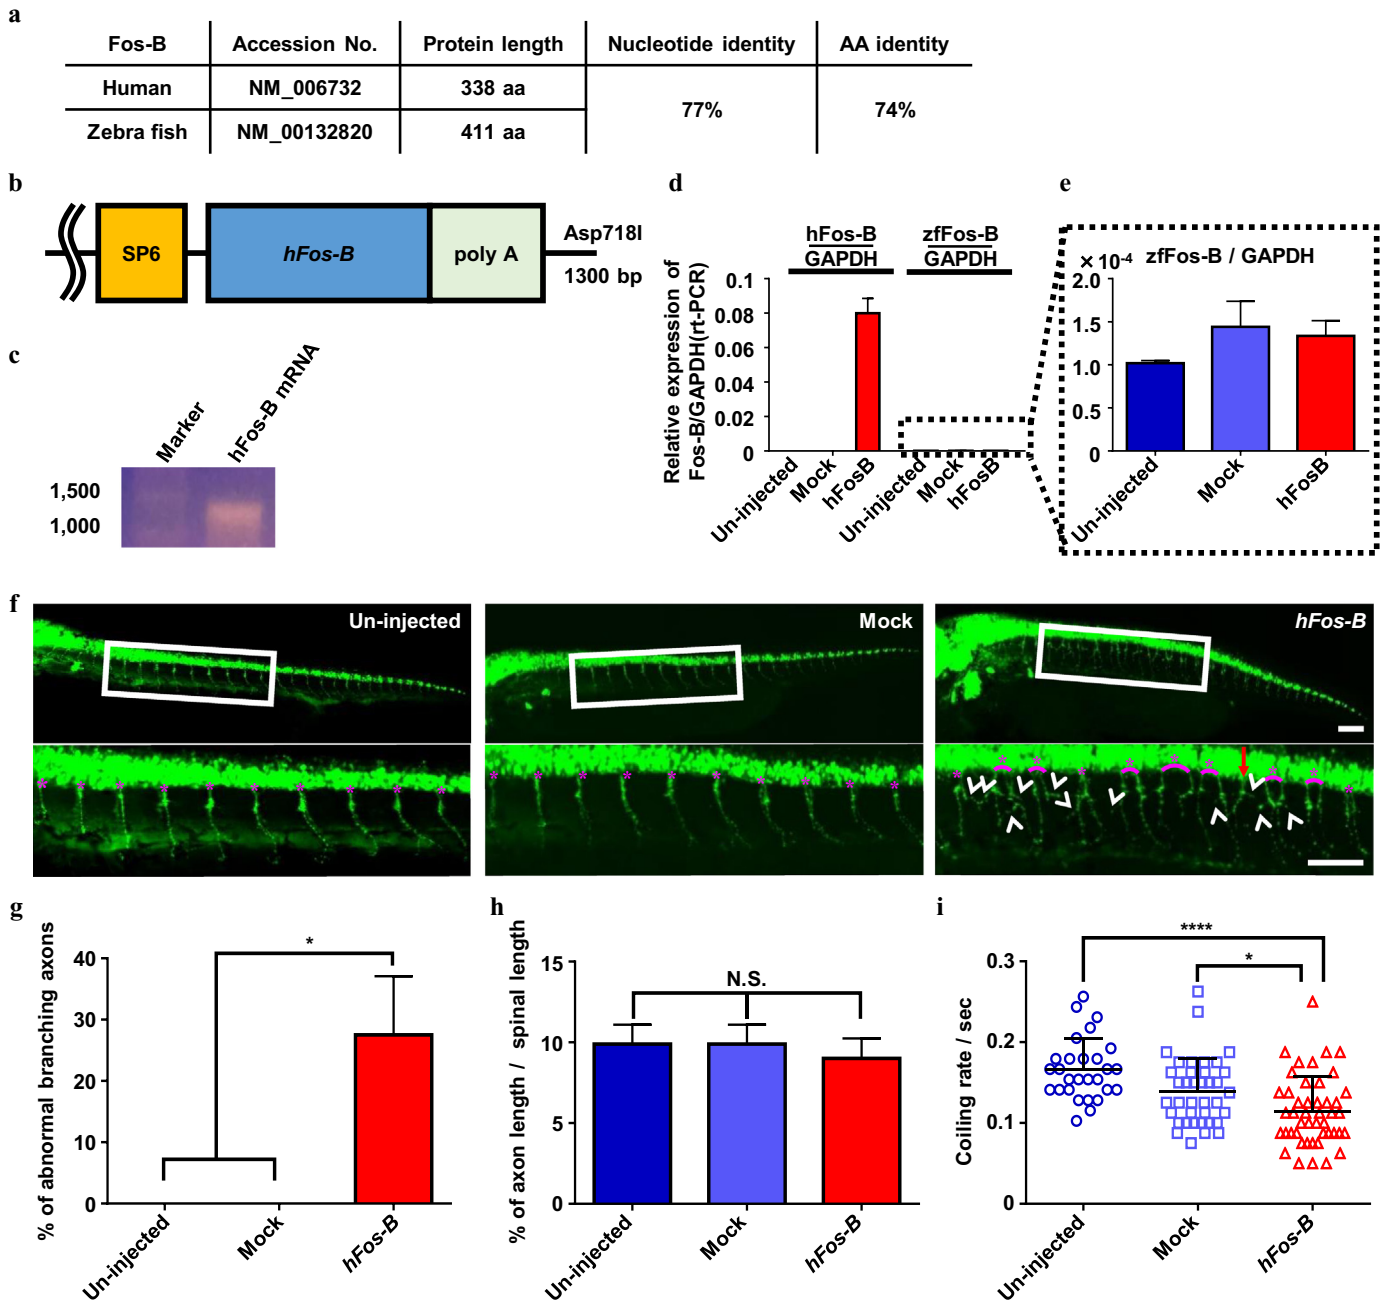 a
Fos-B Accession No. Protein length Nucleotide identity AA identity
Human NM_006732 338 aa 77% 74%
Zebra fish NM_00132820 411 aa
b
SP6 hFos-B poly A Asp718I
1300 bp
c
Marker hFos-B mRNA
1,500
1,000
d
hFos-B
GAPDH
zfFos-B
GAPDH
Relative expression of
Fos-B/GAPDH(rt-PCR)
0.1
0.08
0.06
0.04
0.02
0
Un-injected Mock hFosB Un-injected Mock hFosB
e
× 10-4 zfFos-B / GAPDH
2.0
1.5
1.0
0.5
0
Un-injected Mock hFosB
f
Un-injected Mock hFos-B
* * * * * * * * * *
* * * * * * * * * *
* * * * * * * * * *
g
% of abnormal branching axons
40
30
20
10
0
*
Un-injected Mock hFos-B
h
% of axon length / spinal length
15
10
5
0
N.S.
Un-injected Mock hFos-B
i
Coiling rate / sec
0.3
0.2
0.1
0
****
*
Un-injected Mock hFos-B